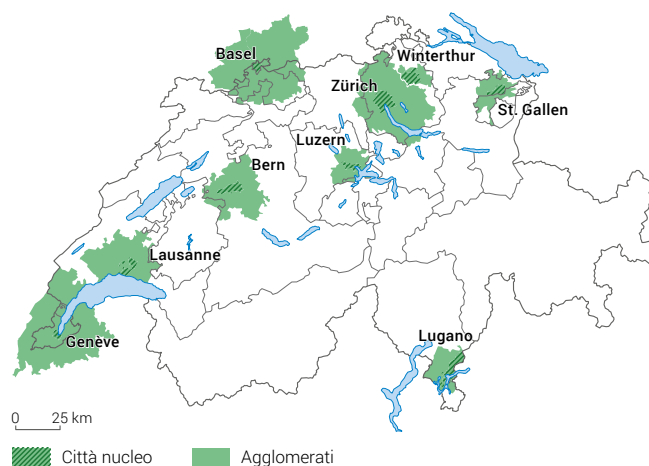 Basel
Winterthur
Zürich
St. Gallen
Luzern
Bern
Lausanne
Genève
Lugano
0 25 km
Città nucleo
Agglomerati